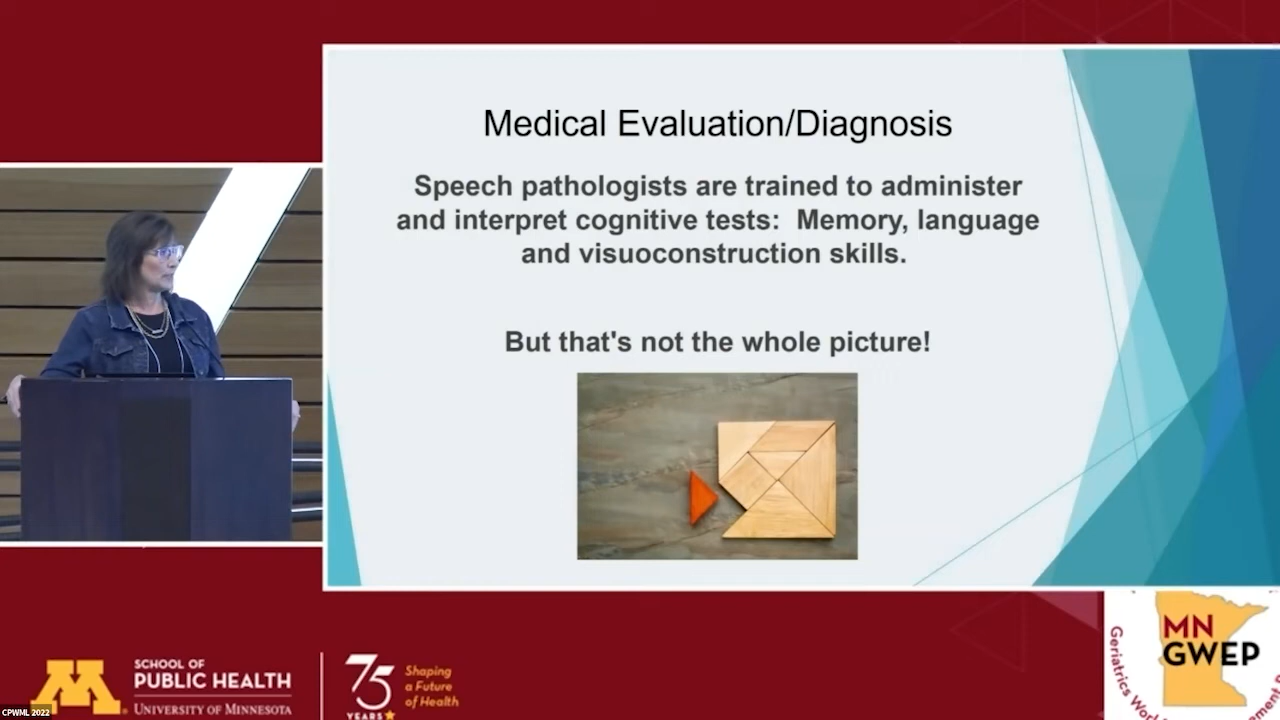 Medical Evaluation/Diagnosis
Speech pathologists are trained to administer
and interpret cognitive tests:  Memory, language
and visuoconstruction skills.
But that's not the whole picture!
M
SCHOOL OF
PUBLIC HEALTH
UNIVERSITY OF MINNESOTA
75
YEARS
Shaping
a Future
of Health
MN
GWEP
Geriatrics
CPWML 2022